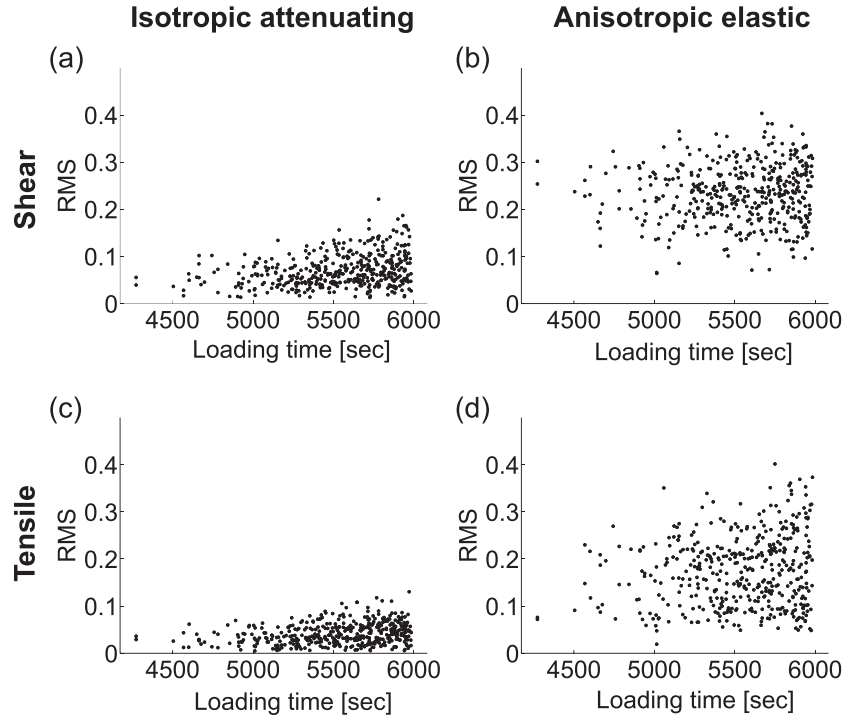 Isotropic attenuating
Anisotropic elastic
(a)
Shear
RMS
0.4
0.3
0.2
0.1
0
4500 5000 5500 6000
Loading time [sec]
(b)
RMS
0.4
0.3
0.2
0.1
0
4500 5000 5500 6000
Loading time [sec]
(c)
Tensile
RMS
0.4
0.3
0.2
0.1
0
4500 5000 5500 6000
Loading time [sec]
(d)
RMS
0.4
0.3
0.2
0.1
0
4500 5000 5500 6000
Loading time [sec]